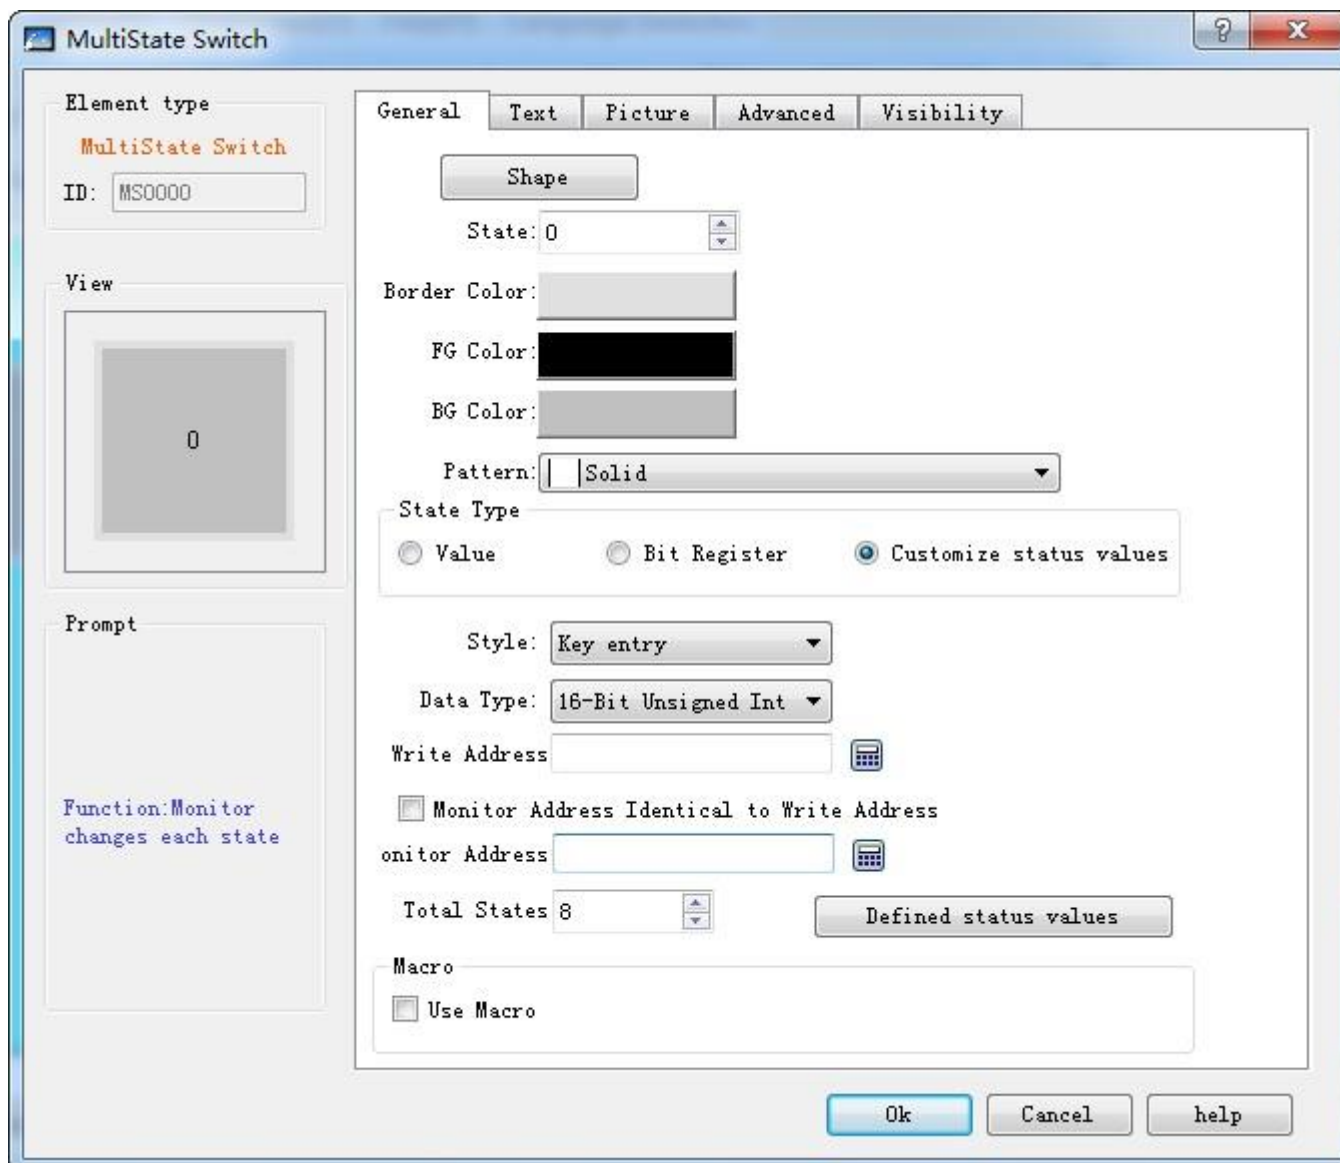 MultiState Switch
?
X
Element type
MultiState Switch
ID: MS0000
View
0
Prompt
Function:Monitor
changes each state
General Text Picture Advanced Visibility
Shape
State: 0
Border Color:
FG Color:
BG Color:
Pattern: Solid
State Type
Value Bit Register Customize status values
Style: Key entry
Data Type: 16-Bit Unsigned Int
Write Address
Monitor Address Identical to Write Address
onitor Address
Total States 8 Defined status values
Macro
Use Macro
Ok Cancel help